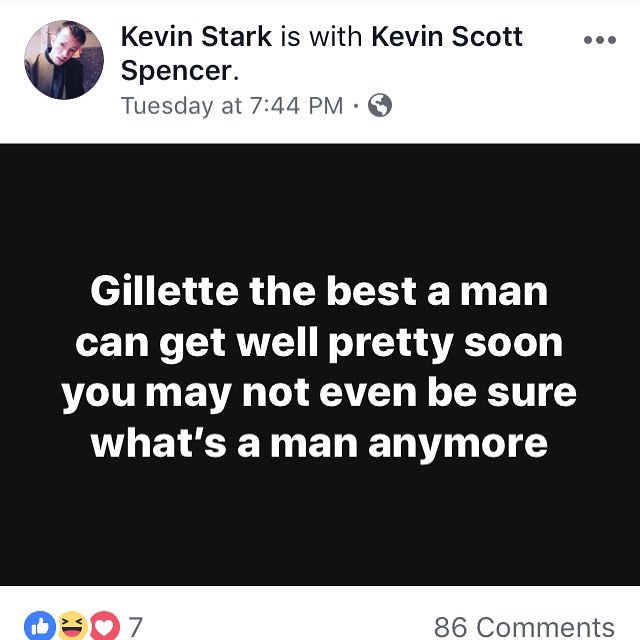 Kevin Stark is with Kevin Scott
Spencer.
Tuesday at 7:44 PM ·
Gillette the best a man
can get well pretty soon
you may not even be sure
what's a man anymore
7
86 Comments